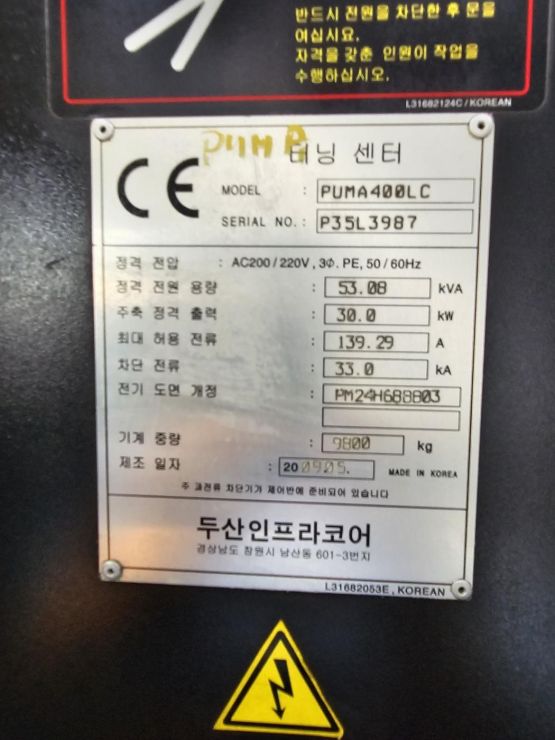 반드시 전원을 차단한 후 문을
여십시요.
자격을 갖춘 인원이 작업을
수행하십시오.
L31682124C / KOREAN
PUMA
터닝 센터
CE
MODEL : PUMA400LC
SERIAL NO. : P35L3987
정격 전압 : AC200 / 220V , 3Φ. PE, 50 / 60Hz
정격 전원 용량 : 53.08 kVA
주축 정격 출력 : 30.0 kW
최대 허용 전류 : 139.29 A
차단 전류 : 33.0 kA
전기 도면 개정 : PM24H688803
기계 중량 : 9800 kg
제조 일자 : 200905. MADE IN KOREA
주 과전류 차단기가 제어반에 준비되어 있습니다
두산인프라코어
경상남도 창원시 남산동 601-3번지
L31682053E , KOREAN